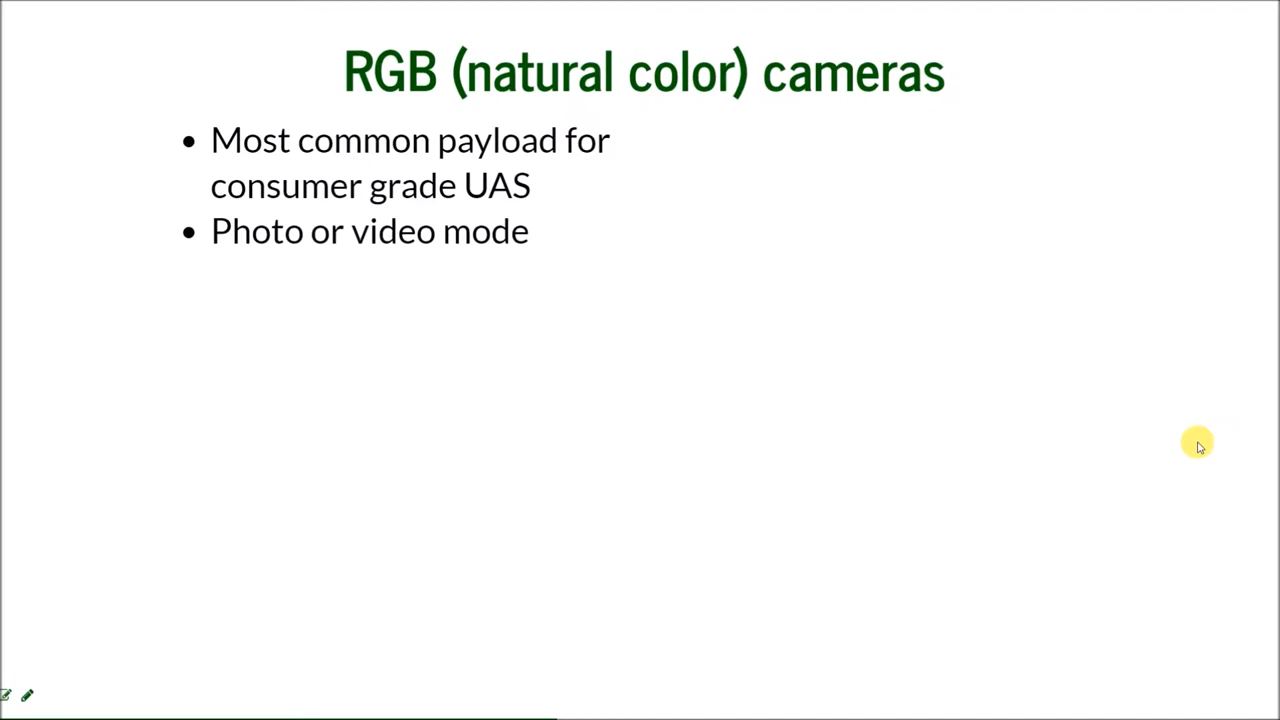 RGB (natural color) cameras
• Most common payload for
consumer grade UAS
• Photo or video mode